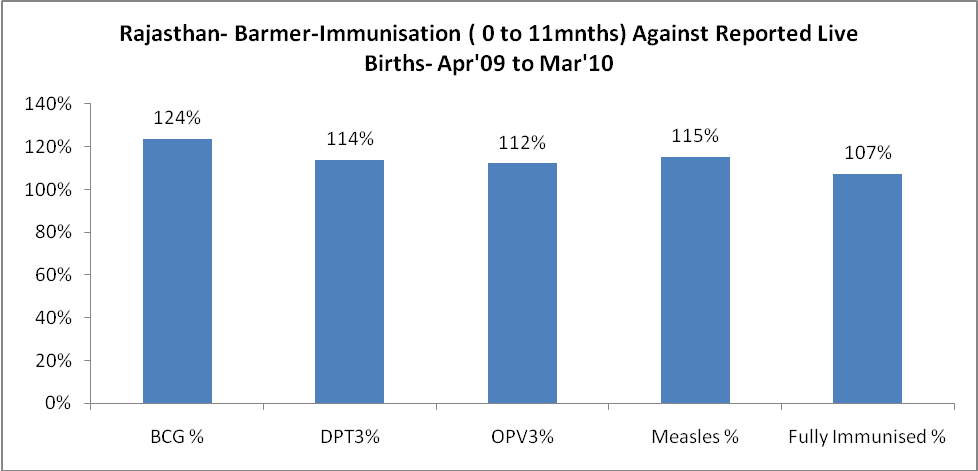 Rajasthan- Barmer-Immunisation ( 0 to 11mnths) Against Reported Live
Births- Apr'09 to Mar'10
140%
120%
100%
80%
60%
40%
20%
0%
124%
114%
112%
115%
107%
BCG %
DPT3%
OPV3%
Measles %
Fully Immunised %